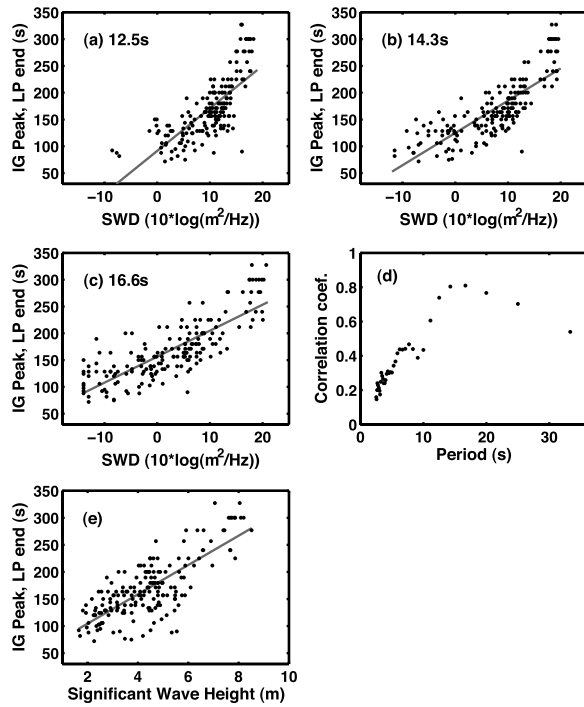 350
300
250
200
150
100
50
IG Peak, LP end (s)
(a) 12.5s
−10 0 10 20
SWD (10*log(m²/Hz))
350
300
250
200
150
100
50
IG Peak, LP end (s)
(b) 14.3s
−10 0 10 20
SWD (10*log(m²/Hz))
350
300
250
200
150
100
50
IG Peak, LP end (s)
(c) 16.6s
−10 0 10 20
SWD (10*log(m²/Hz))
1
0.8
0.6
0.4
0.2
0
Correlation coef.
(d)
0 10 20 30
Period (s)
350
300
250
200
150
100
50
IG Peak, LP end (s)
(e)
2 4 6 8 10
Significant Wave Height (m)